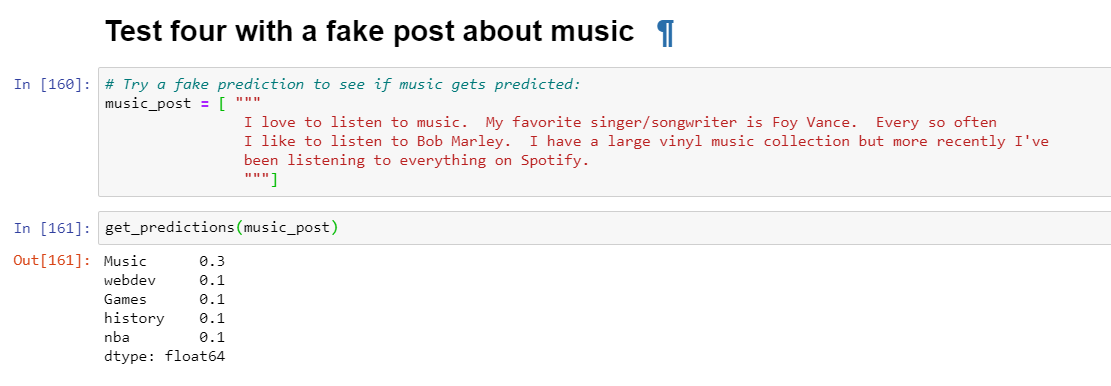 Test four with a fake post about music ¶
In [160]: # Try a fake prediction to see if music gets predicted:
music_post = [ """
I love to listen to music.  My favorite singer/songwriter is Foy Vance.  Every so often
I like to listen to Bob Marley.  I have a large vinyl music collection but more recently I've
been listening to everything on Spotify.
"""]
In [161]: get_predictions(music_post)
Out[161]: Music      0.3
webdev     0.1
Games      0.1
history    0.1
nba        0.1
dtype: float64